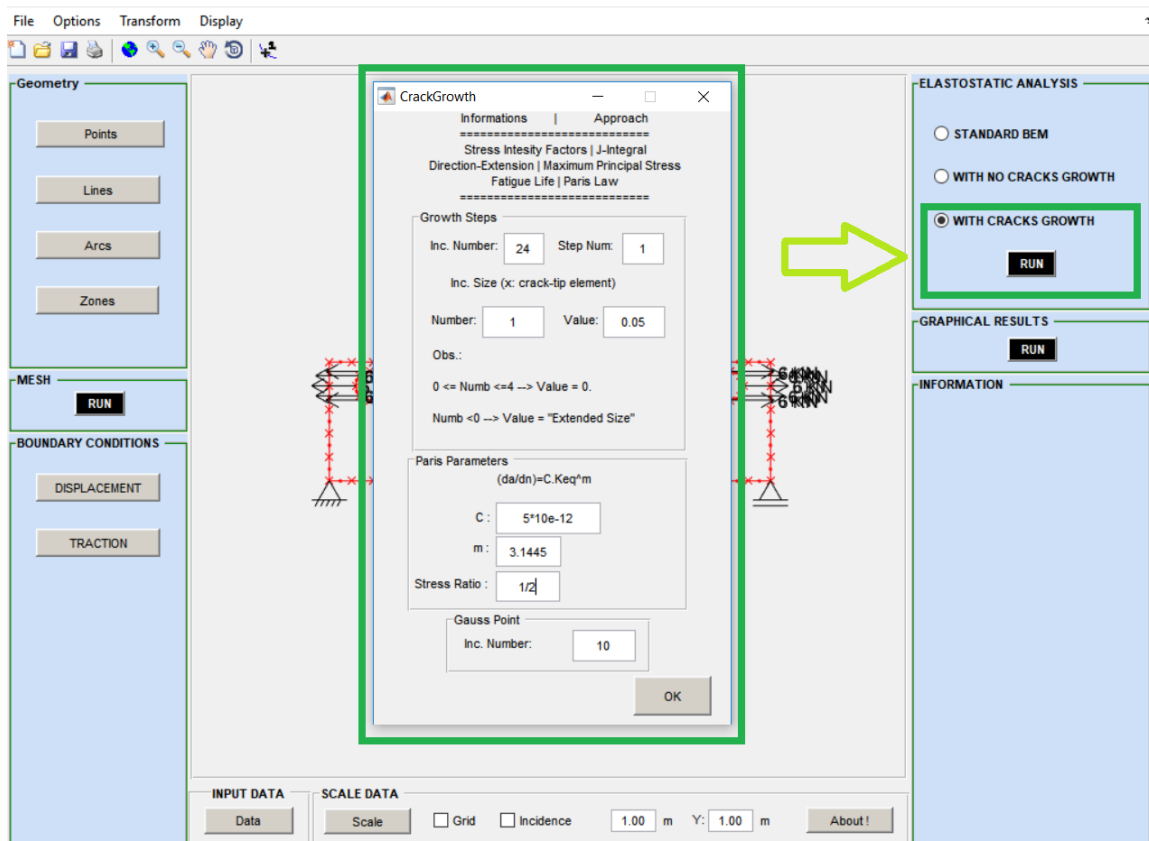 File Options Transform Display
Geometry
Points
Lines
Arcs
Zones
MESH
RUN
BOUNDARY CONDITIONS
DISPLACEMENT
TRACTION
CrackGrowth
Informations | Approach
=============================
Stress Intesity Factors | J-Integral
Direction-Extension | Maximum Principal Stress
Fatigue Life | Paris Law
=============================
Growth Steps
Inc. Number: 24 Step Num: 1
Inc. Size (x: crack-tip element)
Number: 1 Value: 0.05
Obs.:
0 <= Numb <=4 --> Value = 0.
Numb <0 --> Value = "Extended Size"
Paris Parameters
(da/dn)=C.Keq^m
C : 5*10e-12
m : 3.1445
Stress Ratio : 1/2
Gauss Point
Inc. Number: 10
OK
ELASTOSTATIC ANALYSIS
STANDARD BEM
WITH NO CRACKS GROWTH
WITH CRACKS GROWTH
RUN
GRAPHICAL RESULTS
RUN
INFORMATION
INPUT DATA
Data
SCALE DATA
Scale Grid Incidence 1.00 m Y: 1.00 m About !